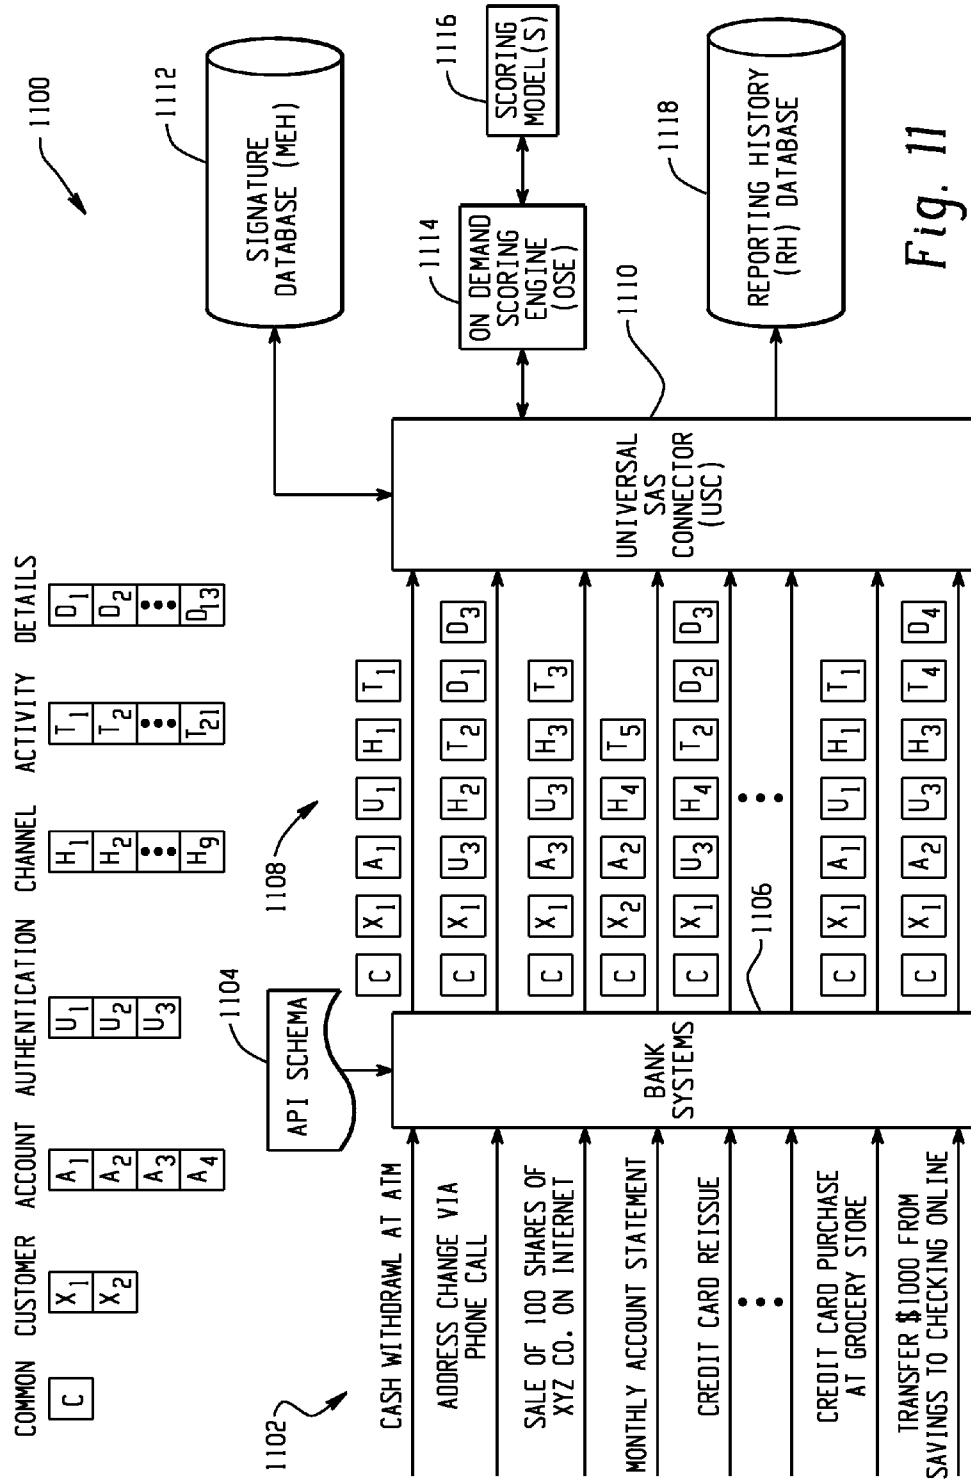 COMMON CUSTOMER ACCOUNT AUTHENTICATION CHANNEL ACTIVITY DETAILS
C X1 A1 U1 H1 T1 D1
X2 A2 U2 H2 T2 D2
A3 U3 ••• ••• •••
A4 H9 T21 D13
1100
1102
1104
API SCHEMA
1108
CASH WITHDRAWL AT ATM
C X1 A1 U1 H1 T1
ADDRESS CHANGE VIA
PHONE CALL
C X1 U3 H2 T2 D1 D3
SALE OF 100 SHARES OF
XYZ CO. ON INTERNET
C X1 A3 U3 H3 T3
MONTHLY ACCOUNT STATEMENT
C X2 A2 H4 T5
CREDIT CARD REISSUE
C X1 U3 H4 T2 D2 D3
••• •••
CREDIT CARD PURCHASE
AT GROCERY STORE
C X1 A1 U1 H1 T1
TRANSFER $1000 FROM
SAVINGS TO CHECKING ONLINE
C X1 A2 U3 H3 T4 D4
BANK
SYSTEMS
1106
UNIVERSAL
SAS
CONNECTOR
(USC)
1110
SIGNATURE
DATABASE (MEH)
1112
ON DEMAND
SCORING
ENGINE
(OSE)
1114
SCORING
MODEL(S)
1116
REPORTING HISTORY
(RH) DATABASE
1118
Fig. 11